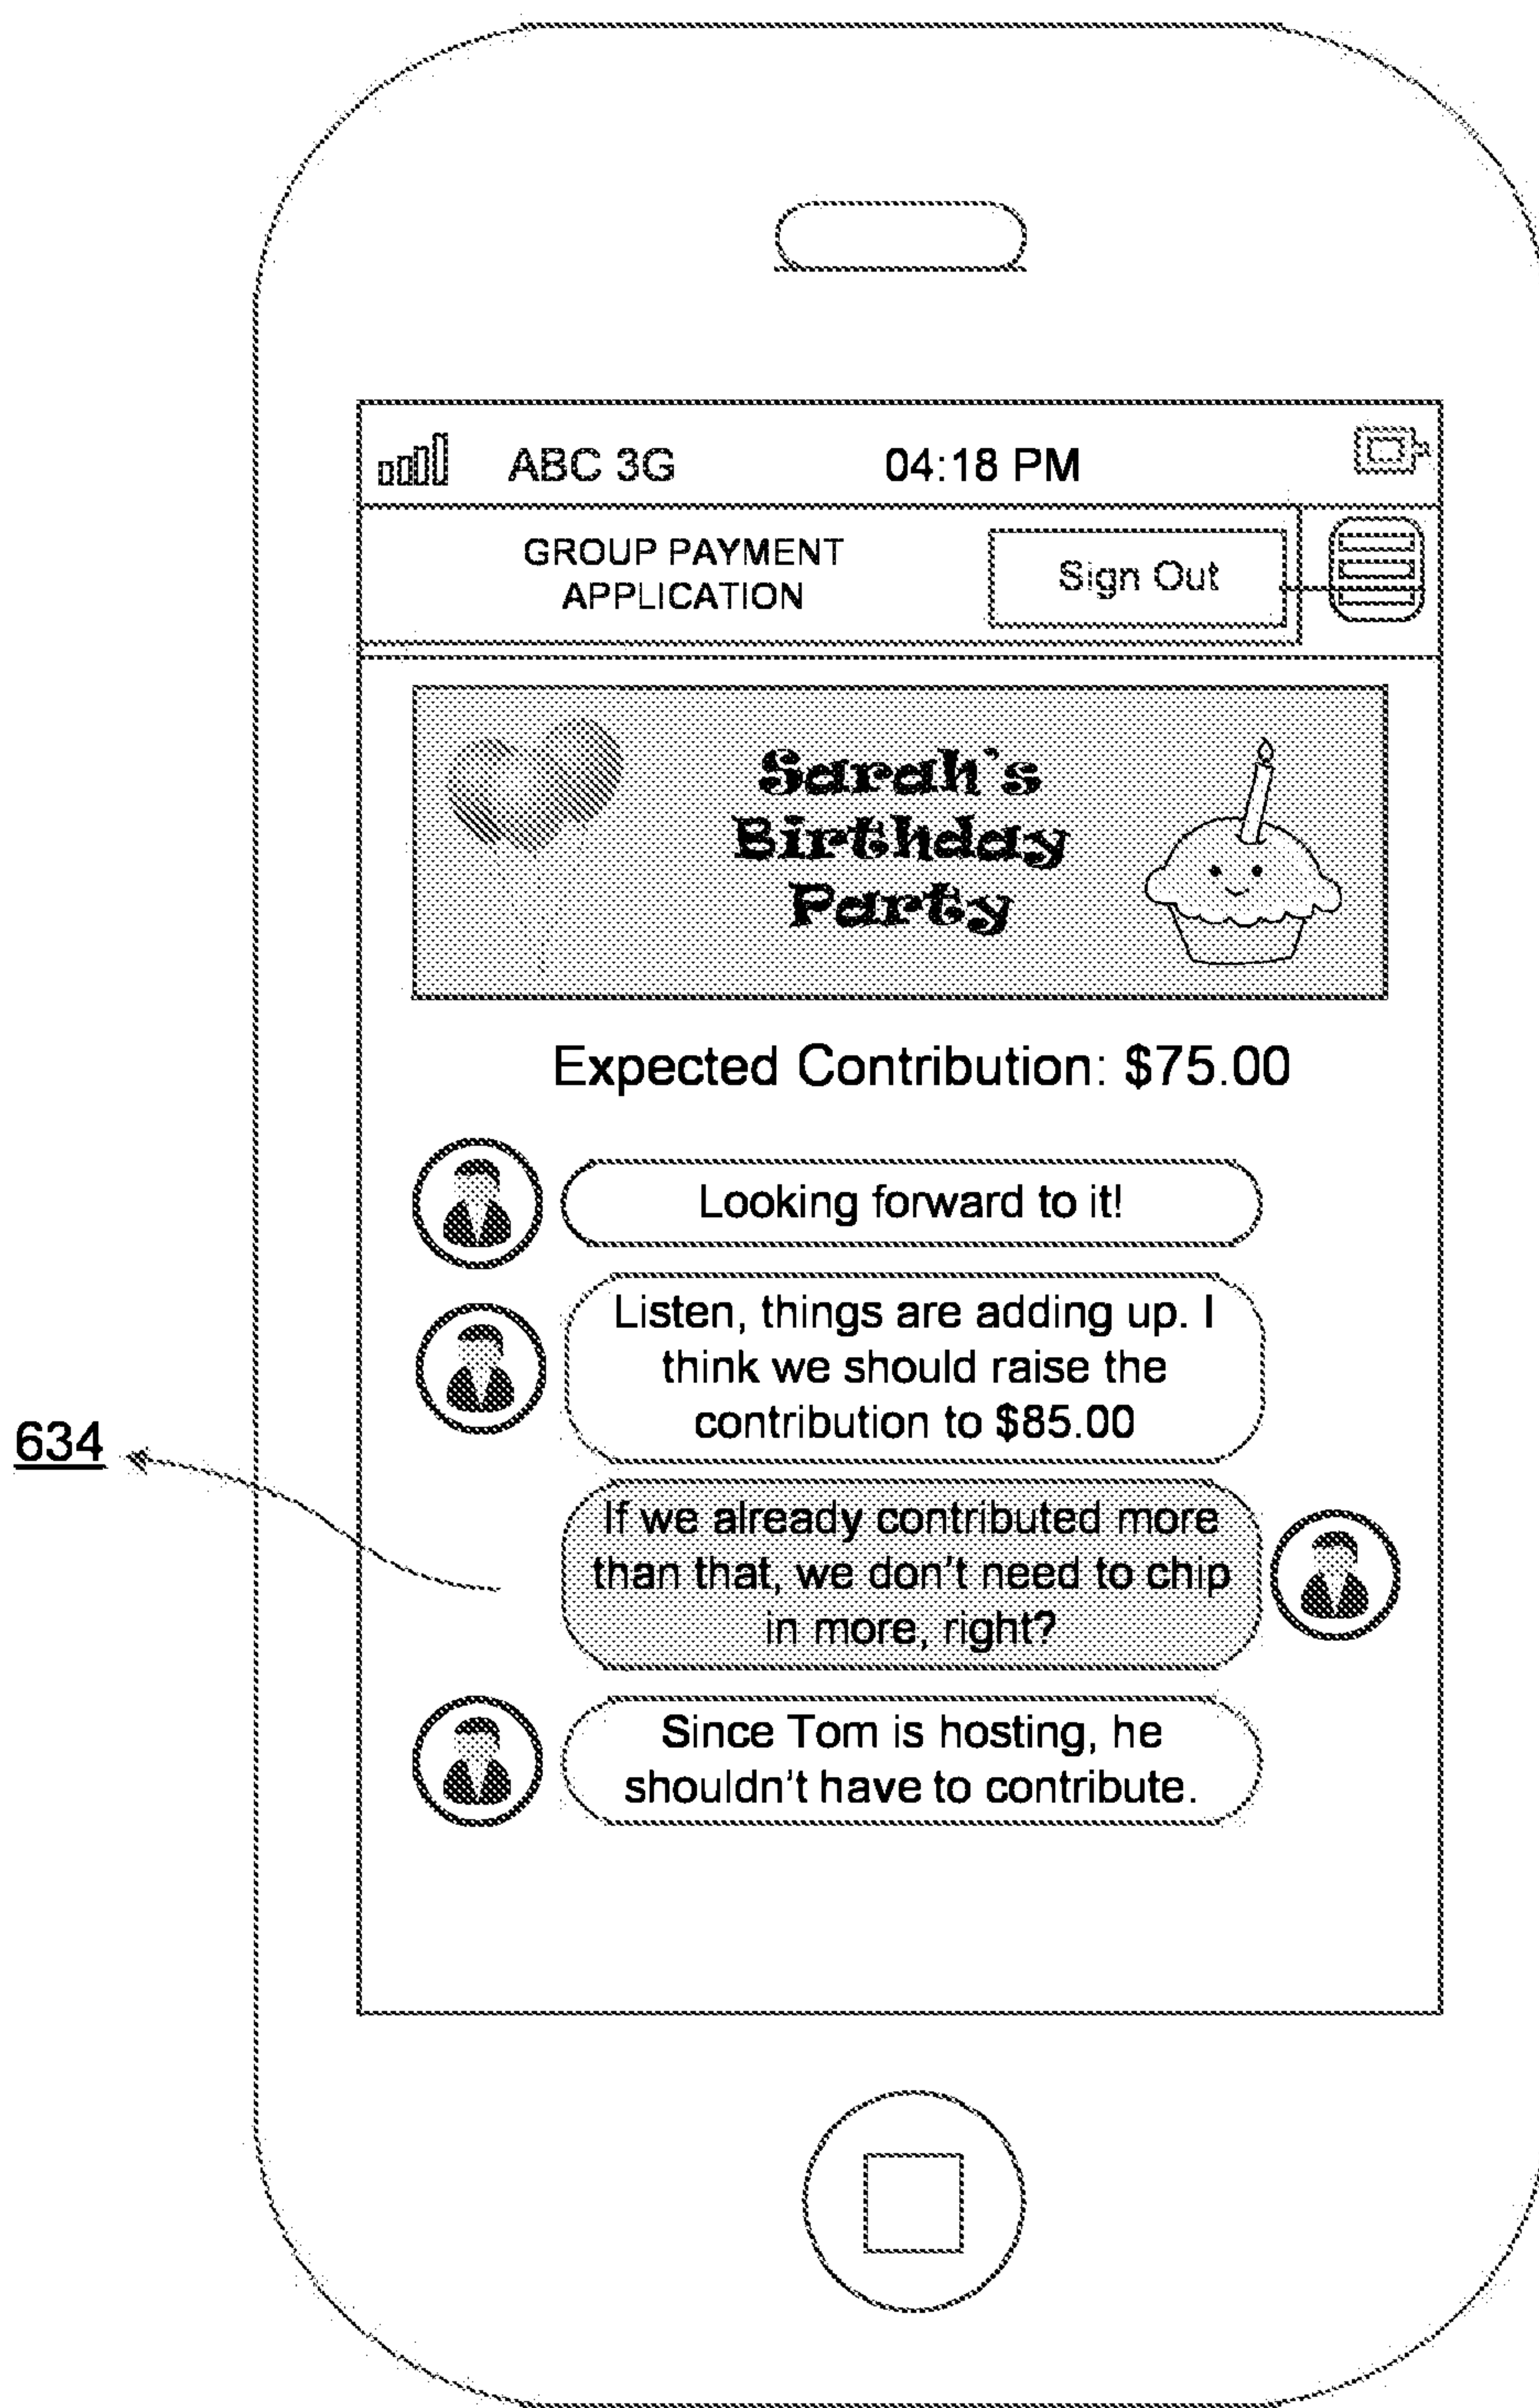 ABC 3G 04:18 PM
GROUP PAYMENT
APPLICATION
Sign Out
Sarah's
Birthday
Party
Expected Contribution: $75.00
Looking forward to it!
Listen, things are adding up. I
think we should raise the
contribution to $85.00
634
If we already contributed more
than that, we don't need to chip
in more, right?
Since Tom is hosting, he
shouldn't have to contribute.